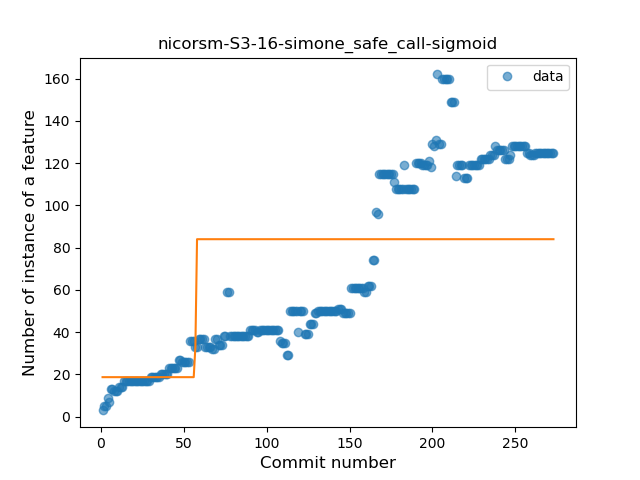 nicorsm-S3-16-simone_safe_call-sigmoid
data
Number of instance of a feature
160
140
120
100
80
60
40
20
0
0 50 100 150 200 250
Commit number